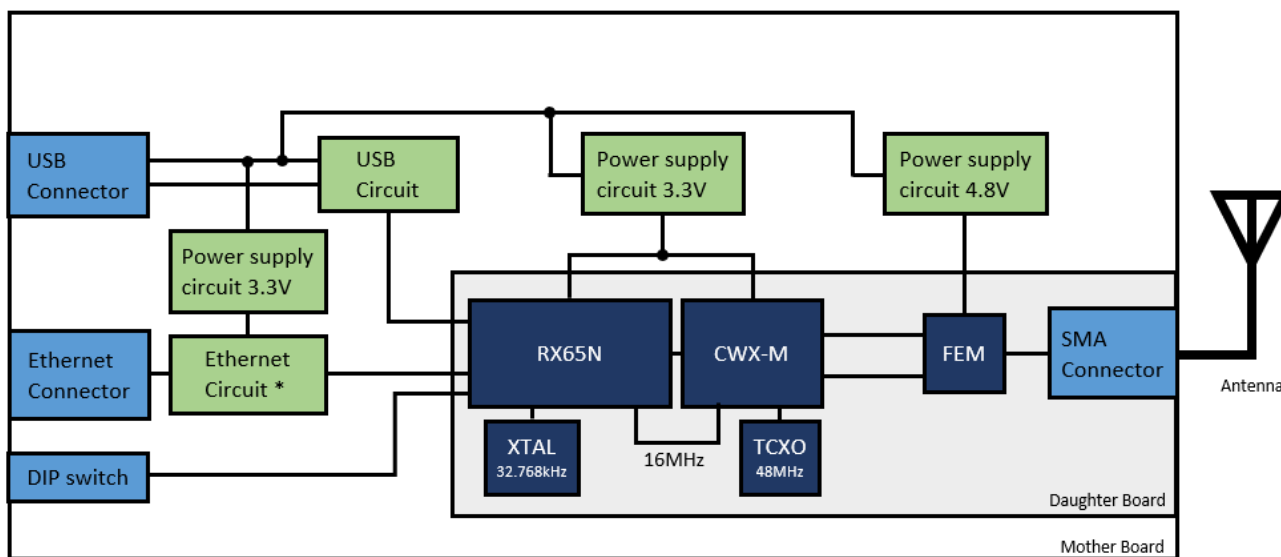 USB
Connector
USB
Circuit
Power supply
circuit 3.3V
Power supply
circuit 4.8V
Power supply
circuit 3.3V
Ethernet
Connector
Ethernet
Circuit *
RX65N
CWX-M
FEM
SMA
Connector
Antenna
XTAL
32.768kHz
16MHz
TCXO
48MHz
DIP switch
Daughter Board
Mother Board